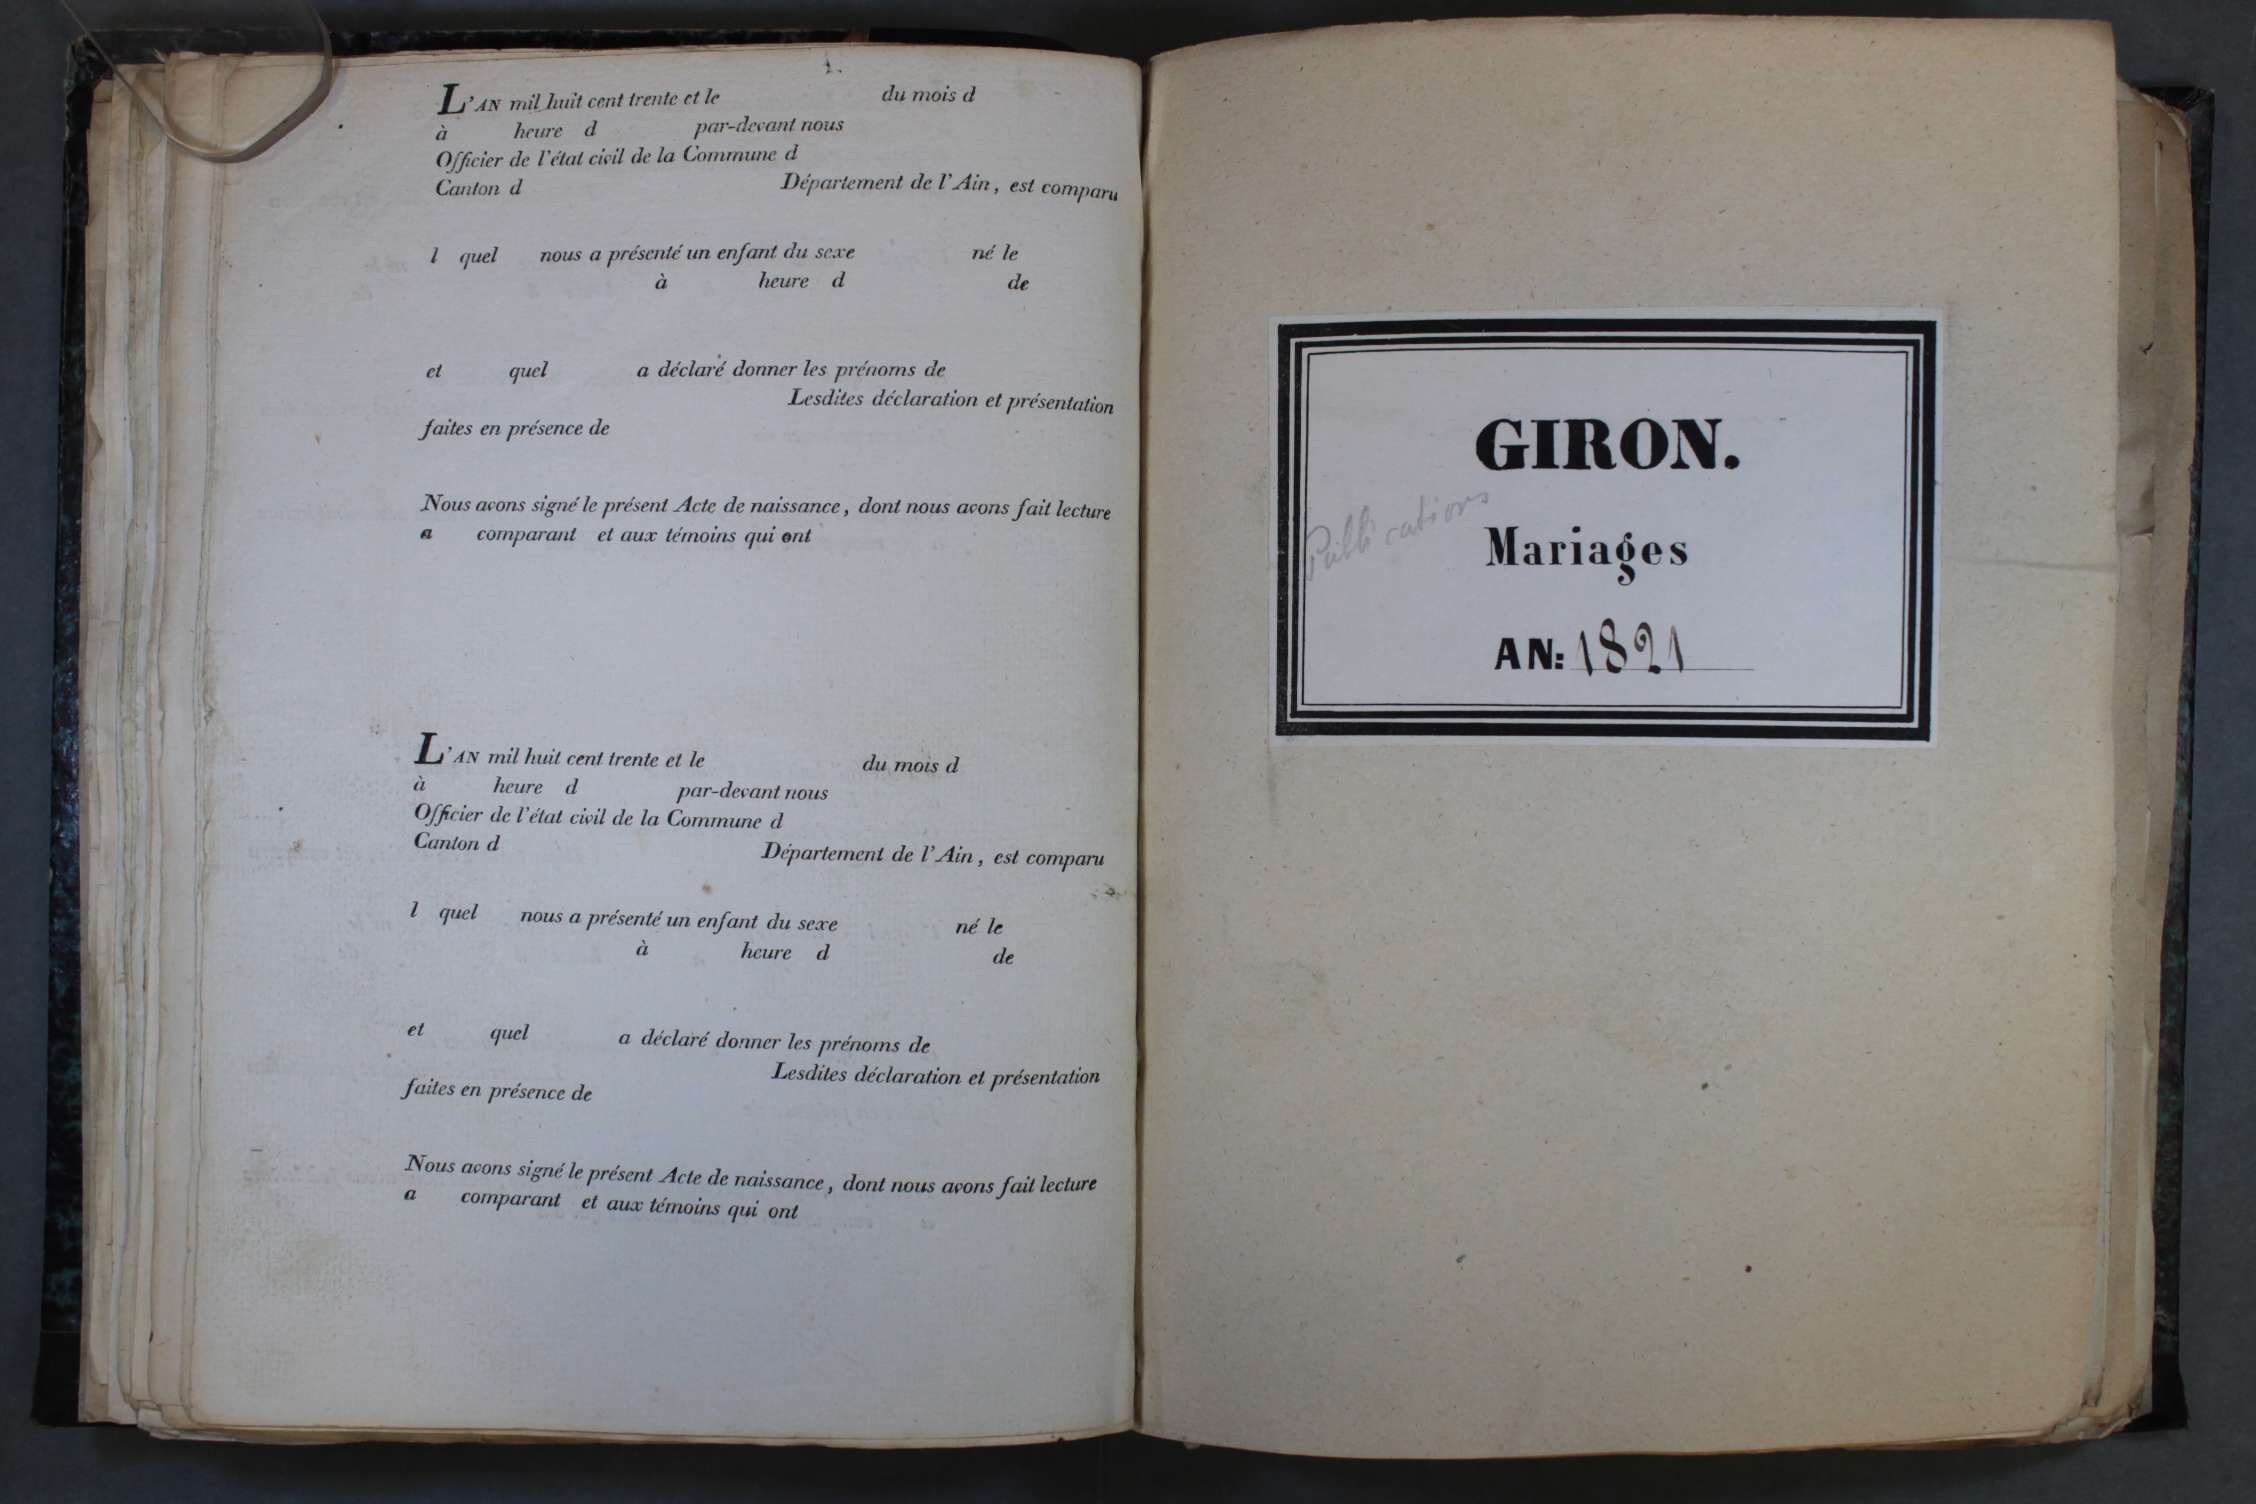 L'AN mil huit cent trente et le du mois d
à heure d par-devant nous
Officier de l'état civil de la Commune d
Canton d Département de l'Ain, est comparu
l quel nous a présenté un enfant du sexe né le
à heure d de
et quel a déclaré donner les prénoms de
Lesdites déclaration et présentation
faites en présence de
Nous avons signé le présent Acte de naissance, dont nous avons fait lecture
a comparant et aux témoins qui ont
L'AN mil huit cent trente et le du mois d
à heure d par-devant nous
Officier de l'état civil de la Commune d
Canton d Département de l'Ain, est comparu
l quel nous a présenté un enfant du sexe né le
à heure d de
et quel a déclaré donner les prénoms de
Lesdites déclaration et présentation
faites en présence de
Nous avons signé le présent Acte de naissance, dont nous avons fait lecture
a comparant et aux témoins qui ont
GIRON.
Publications
Mariages
AN: 1821